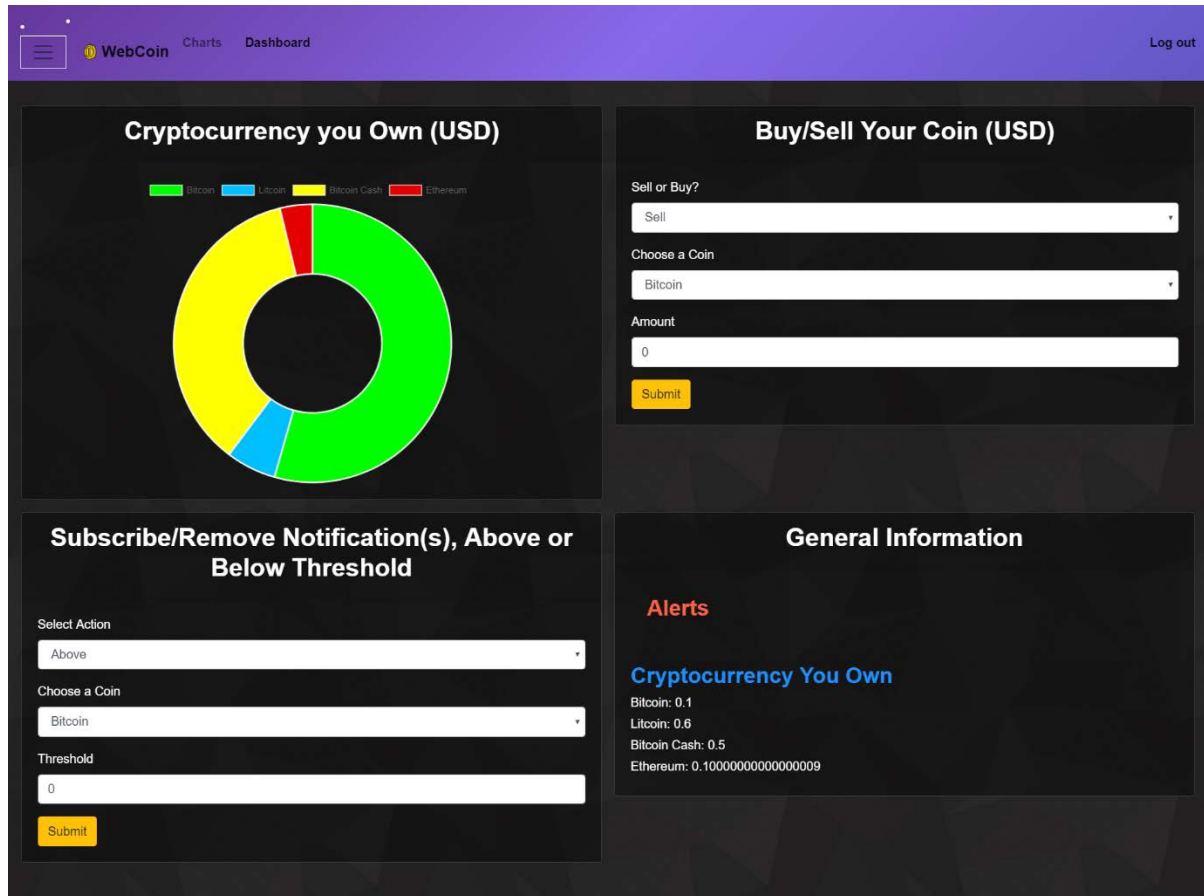 WebCoin Charts Dashboard Log out
Cryptocurrency you Own (USD)
Bitcoin Litcoin Bitcoin Cash Ethereum
Buy/Sell Your Coin (USD)
Sell or Buy?
Sell
Choose a Coin
Bitcoin
Amount
0
Submit
Subscribe/Remove Notification(s), Above or
Below Threshold
Select Action
Above
Choose a Coin
Bitcoin
Threshold
0
Submit
General Information
Alerts
Cryptocurrency You Own
Bitcoin: 0.1
Litcoin: 0.6
Bitcoin Cash: 0.5
Ethereum: 0.10000000000000009